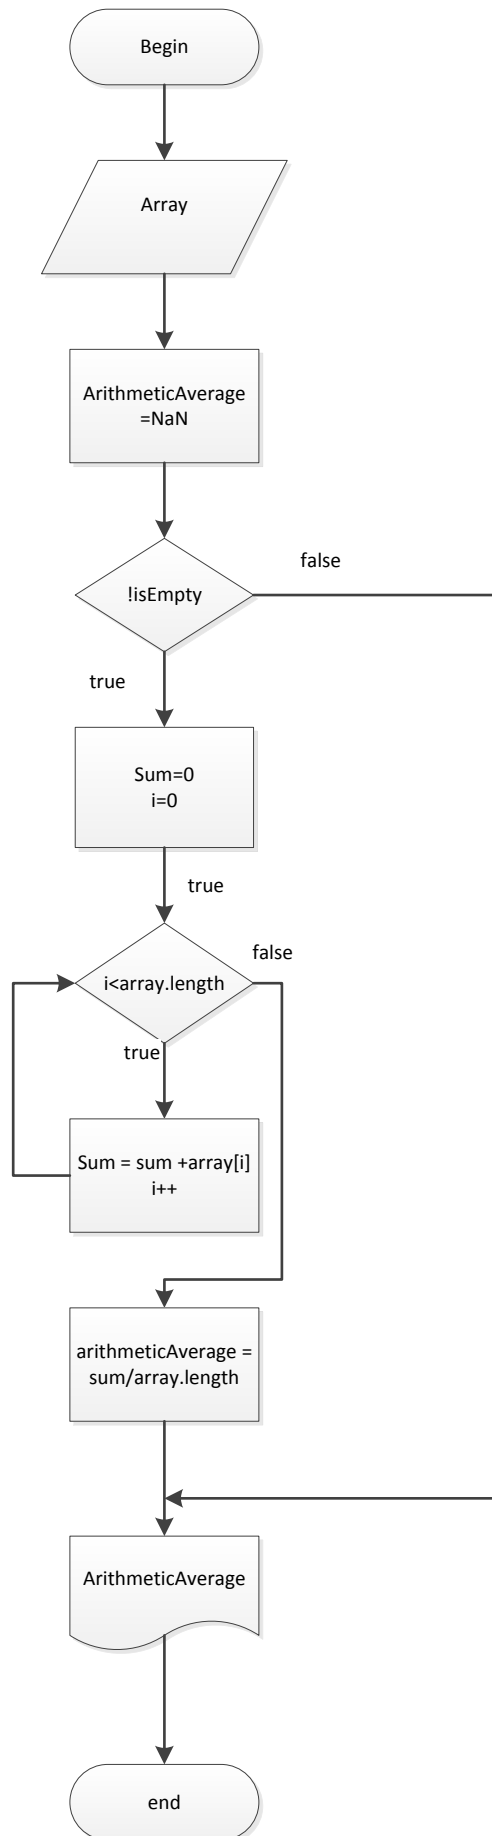 Begin
Array
ArithmeticAverage
=NaN
false
!isEmpty
true
Sum=0
i=0
true
false
i<array.length
true
Sum = sum +array[i]
i++
arithmeticAverage =
sum/array.length
ArithmeticAverage
end